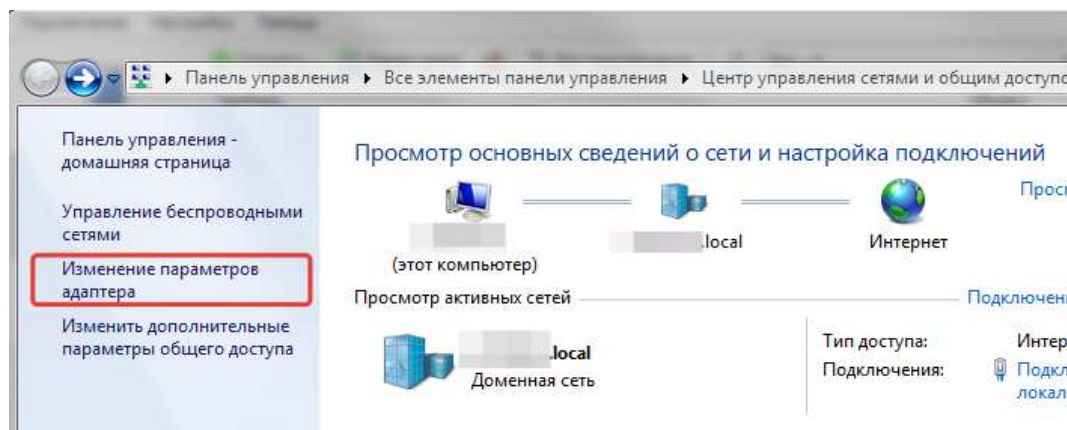 Панель управления ▸ Все элементы панели управления ▸ Центр управления сетями и общим
Панель управления -
домашняя страница
Управление беспроводными
сетями
Изменение параметров
адаптера
Изменить дополнительные
параметры общего доступа
Просмотр основных сведений о сети и настройка подключений
.local
Интернет
(этот компьютер)
Просмотр активных сетей
.local
Доменная сеть
Тип доступа:
Подключения: